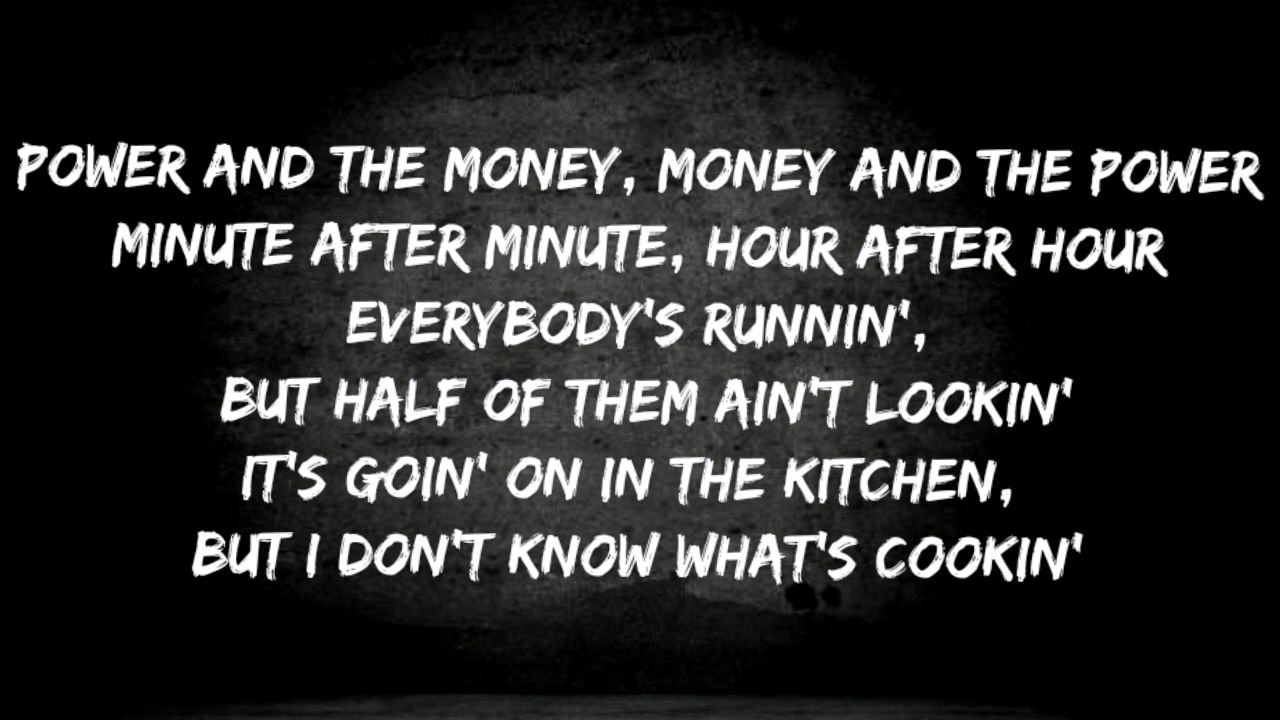 POWER AND THE MONEY, MONEY AND THE POWER
MINUTE AFTER MINUTE, HOUR AFTER HOUR
EVERYBODY'S RUNNIN',
BUT HALF OF THEM AIN'T LOOKIN'
IT'S GOIN' ON IN THE KITCHEN,
BUT I DON'T KNOW WHAT'S COOKIN'